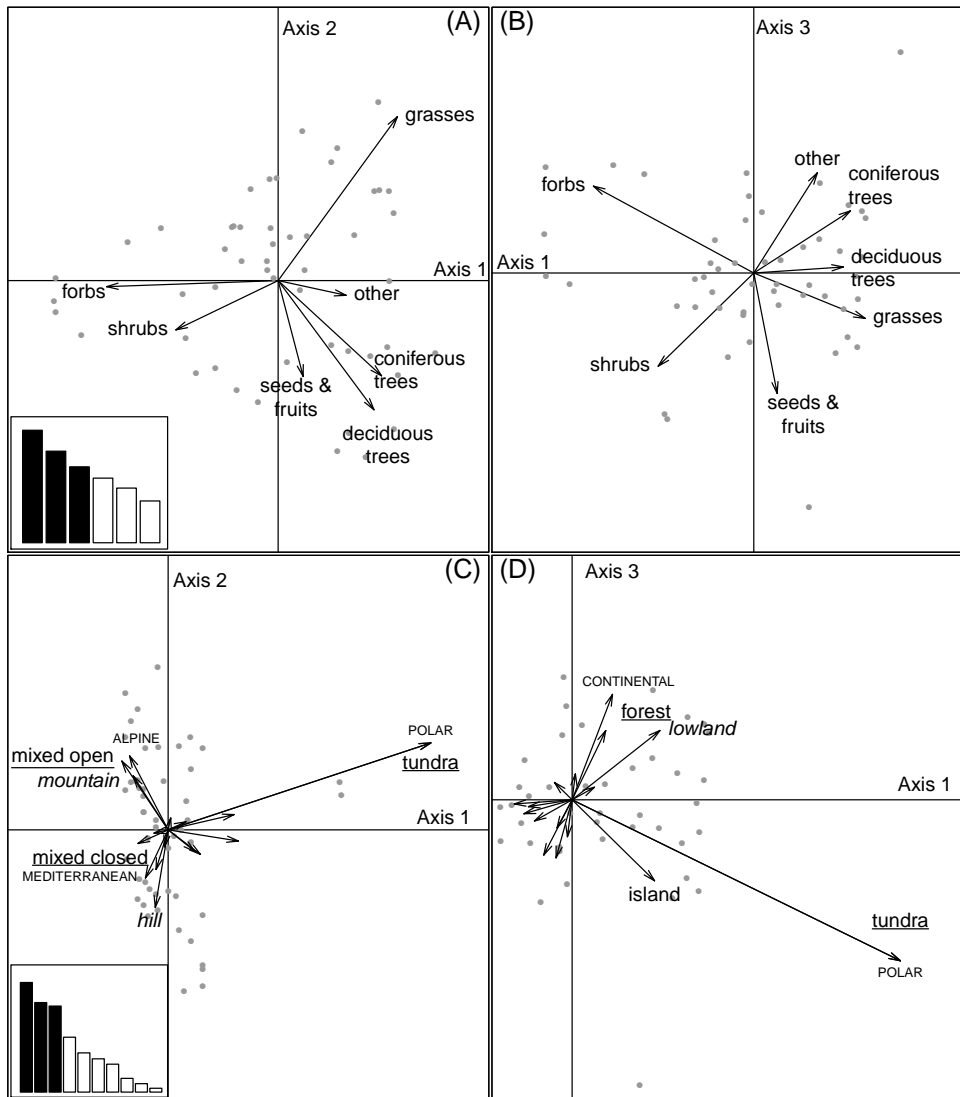 Axis 2
(A)
grasses
Axis 1
forbs
other
shrubs
coniferous
trees
seeds &
fruits
deciduous
trees
(B)
Axis 3
other
coniferous
trees
forbs
Axis 1
deciduous
trees
grasses
shrubs
seeds &
fruits
Axis 2
(C)
ALPINE
POLAR
mixed open
tundra
mountain
Axis 1
mixed closed
MEDITERRANEAN
hill
(D)
Axis 3
CONTINENTAL
forest
lowland
Axis 1
island
tundra
POLAR